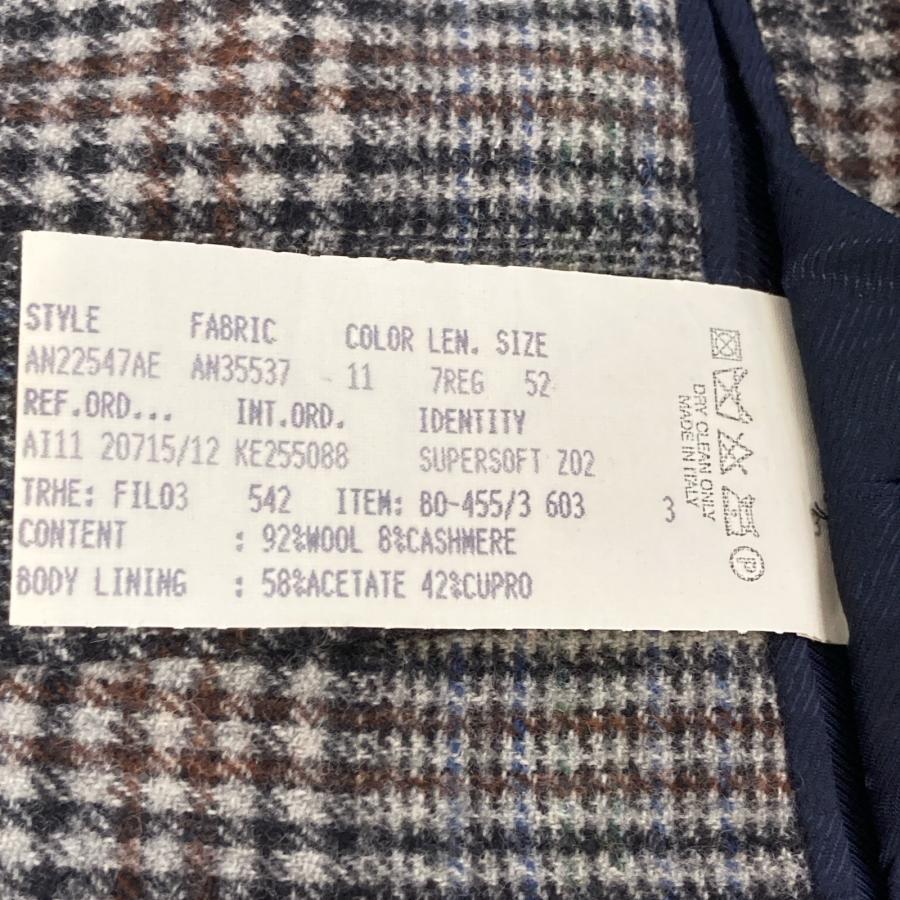 STYLE FABRIC COLOR LEN. SIZE
AN22547AE AN35537 11 7REG 52
REF.ORD... INT.ORD. IDENTITY
AI11 20715/12 KE255088 SUPERSOFT Z02
TRHE: FIL03 542 ITEM: 80-455/3 603 3
CONTENT : 92%WOOL 8%CASHMERE
BODY LINING : 58%ACETATE 42%CUPRO
DRY CLEAN ONLY
MADE IN ITALY
P